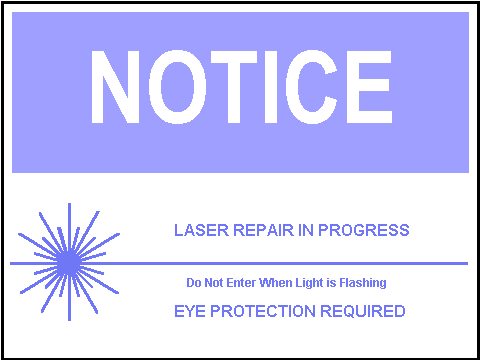 NOTICE
LASER REPAIR IN PROGRESS
Do Not Enter When Light is Flashing
EYE PROTECTION REQUIRED